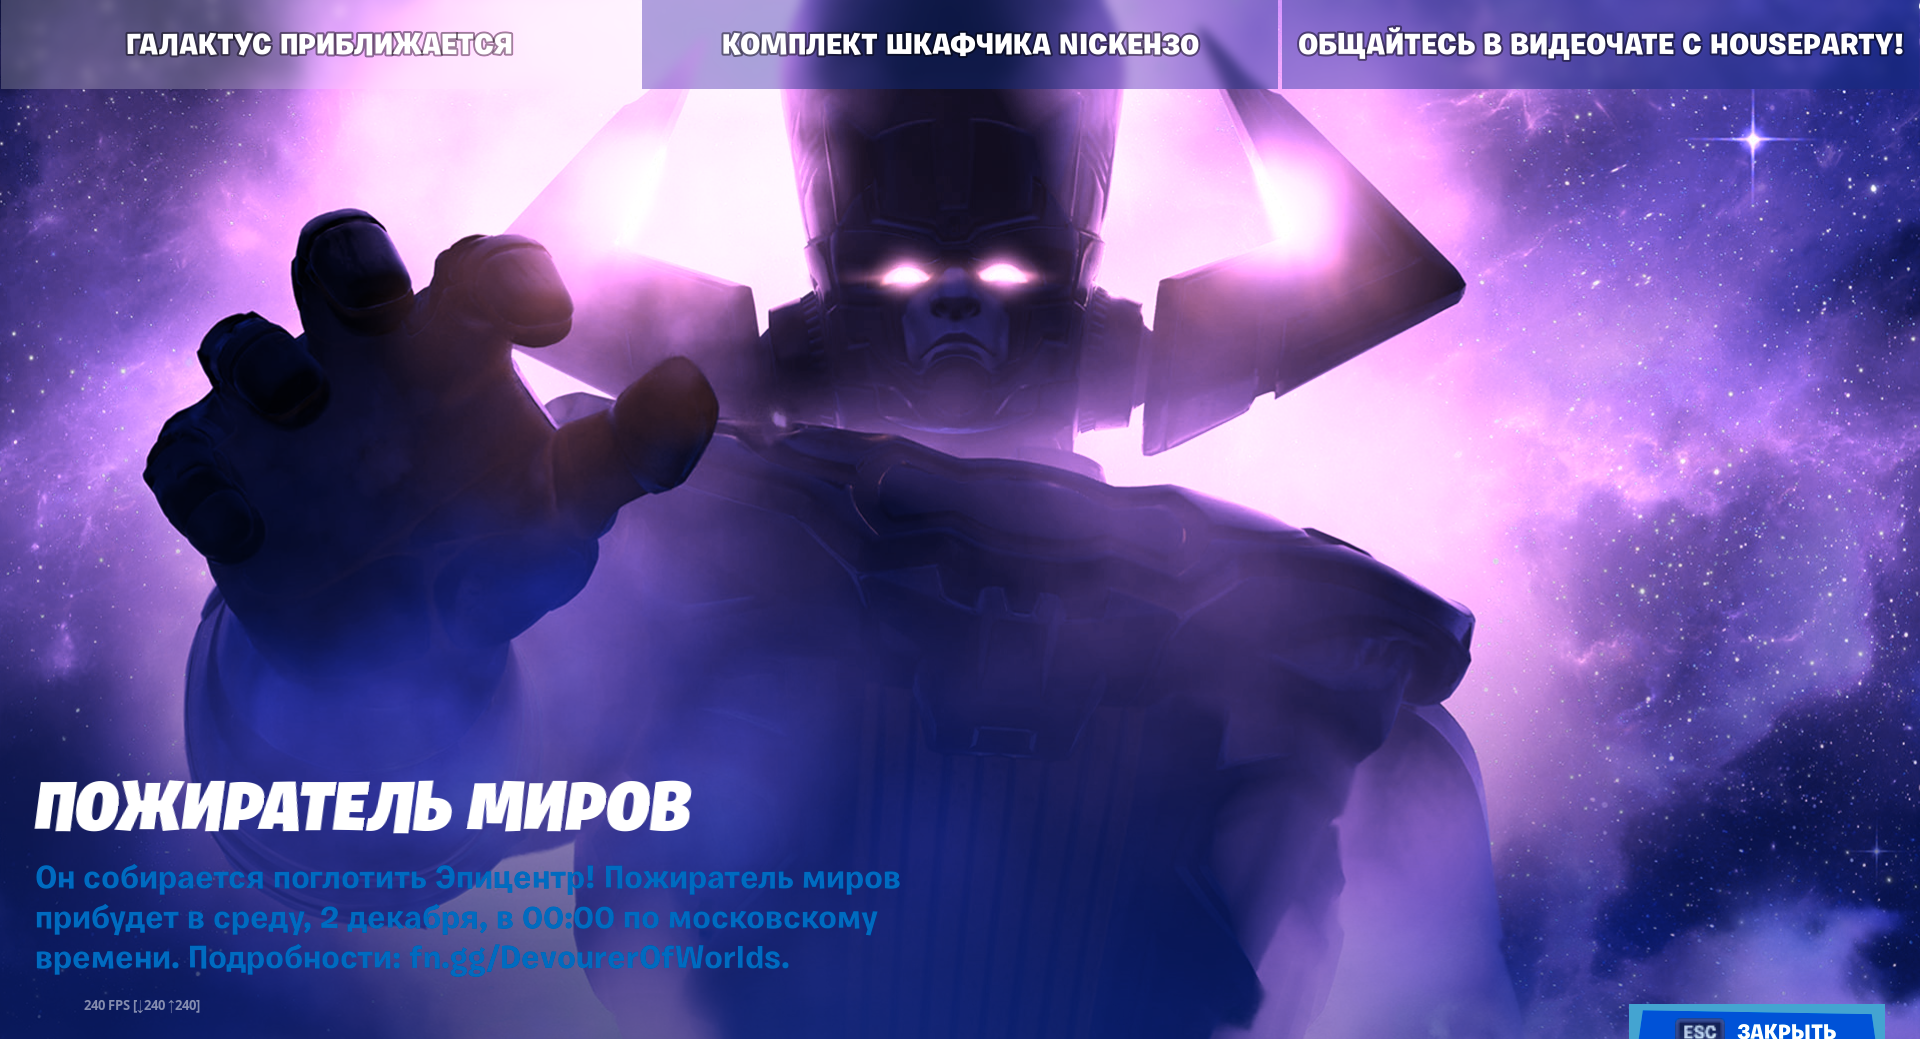 ГАЛАКТУС ПРИБЛИЖАЕТСЯ
КОМПЛЕКТ ШКАФЧИКА NICKEH30
ОБЩАЙТЕСЬ В ВИДЕОЧАТЕ С HOUSEPARTY!
ПОЖИРАТЕЛЬ МИРОВ
Он собирается поглотить Эпицентр! Пожиратель миров
прибудет в среду, 2 декабря, в 00:00 по московскому
времени. Подробности: fn.gg/DevourerOfWorlds.
240 FPS [↓240 ↑240]
ESC ЗАКРЫТЬ